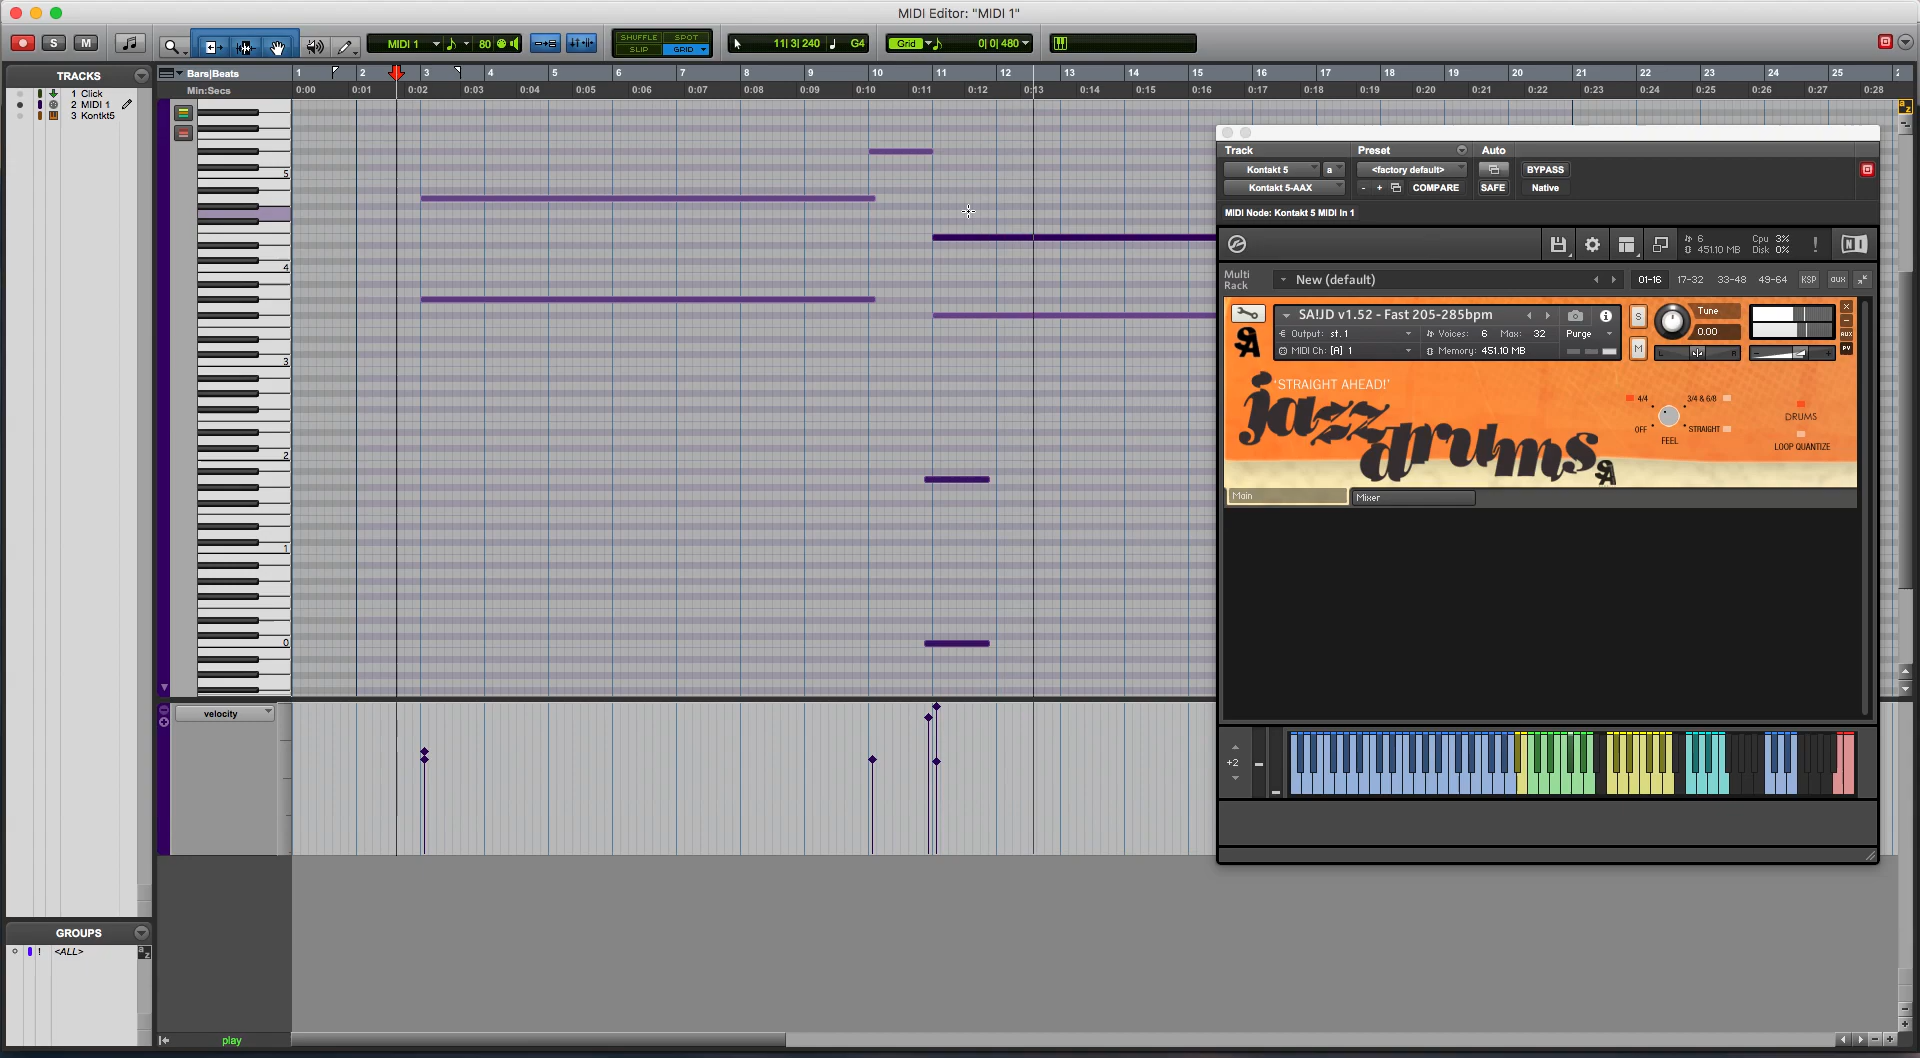 MIDI Editor: "MIDI 1"
S M MIDI 1 80 SHUFFLE SPOT SLIP GRID 11| 3| 240 G4 Grid 0| 0| 480
TRACKS
1 Click
2 MIDI 1
3 Kontkt5
Bars|Beats 1 2 3 4 5 6 7 8 9 10 11 12 13 14 15 16 17 18 19 20 21 22 23 24 25
Min:Secs 0:00 0:01 0:02 0:03 0:04 0:05 0:06 0:07 0:08 0:09 0:10 0:11 0:12 0:13 0:14 0:15 0:16 0:17 0:18 0:19 0:20 0:21 0:22 0:23 0:24 0:25 0:26 0:27 0:28
a z
5
4
3
2
1
0
Track Preset Auto
Kontakt 5 a <factory default> BYPASS
Kontakt 5-AAX - + COMPARE SAFE Native
MIDI Node: Kontakt 5 MIDI In 1
6 Cpu 3%
451.10 MB Disk 0% ! NI
Multi Rack New (default) 01-16 17-32 33-48 49-64 KSP aux
SA!JD v1.52 - Fast 205-285bpm
Output: st. 1 Voices: 6 Max: 32 Purge
MIDI Ch: [A] 1 Memory: 451.10 MB
S
M
Tune
0.00
L R
- +
x
-
AUX
PV
SA
'STRAIGHT AHEAD!'
jazz drums SA
4/4 3/4 & 6/8
OFF STRAIGHT
FEEL
DRUMS
LOOP QUANTIZE
Main Mixer
+2
velocity
GROUPS
! <ALL> a z
play